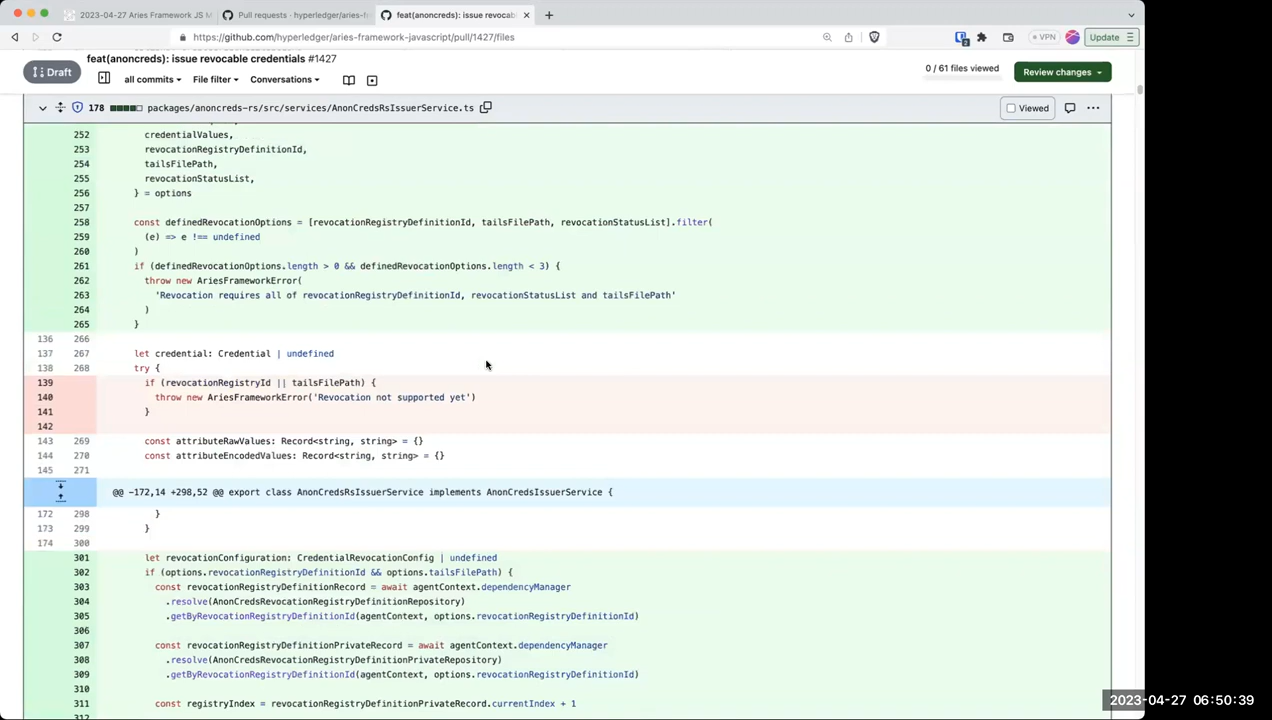 2023-04-27 Aries Framework JS M
Pull requests · hyperledger/aries-f
feat(anoncreds): issue revocabl
https://github.com/hyperledger/aries-framework-javascript/pull/1427/files
VPN
Update
feat(anoncreds): issue revocable credentials #1427
Draft
all commits
File filter
Conversations
0 / 61 files viewed
Review changes
178
packages/anoncreds-rs/src/services/AnonCredsRsIssuerService.ts
Viewed
252 credentialValues,
253 revocationRegistryDefinitionId,
254 tailsFilePath,
255 revocationStatusList,
256 } = options
257
258 const definedRevocationOptions = [revocationRegistryDefinitionId, tailsFilePath, revocationStatusList].filter(
259 (e) => e !== undefined
260 )
261 if (definedRevocationOptions.length > 0 && definedRevocationOptions.length < 3) {
262 throw new AriesFrameworkError(
263 'Revocation requires all of revocationRegistryDefinitionId, revocationStatusList and tailsFilePath'
264 )
265 }
136 266
137 267 let credential: Credential | undefined
138 268 try {
139 if (revocationRegistryId || tailsFilePath) {
140 throw new AriesFrameworkError('Revocation not supported yet')
141 }
142
143 269 const attributeRawValues: Record<string, string> = {}
144 270 const attributeEncodedValues: Record<string, string> = {}
145 271
@@ -172,14 +298,52 @@ export class AnonCredsRsIssuerService implements AnonCredsIssuerService {
172 298 }
173 299 }
174 300
301 let revocationConfiguration: CredentialRevocationConfig | undefined
302 if (options.revocationRegistryDefinitionId && options.tailsFilePath) {
303 const revocationRegistryDefinitionRecord = await agentContext.dependencyManager
304 .resolve(AnonCredsRevocationRegistryDefinitionRepository)
305 .getByRevocationRegistryDefinitionId(agentContext, options.revocationRegistryDefinitionId)
306
307 const revocationRegistryDefinitionPrivateRecord = await agentContext.dependencyManager
308 .resolve(AnonCredsRevocationRegistryDefinitionPrivateRepository)
309 .getByRevocationRegistryDefinitionId(agentContext, options.revocationRegistryDefinitionId)
310
311 const registryIndex = revocationRegistryDefinitionPrivateRecord.currentIndex + 1
312
2023-04-27 06:50:39